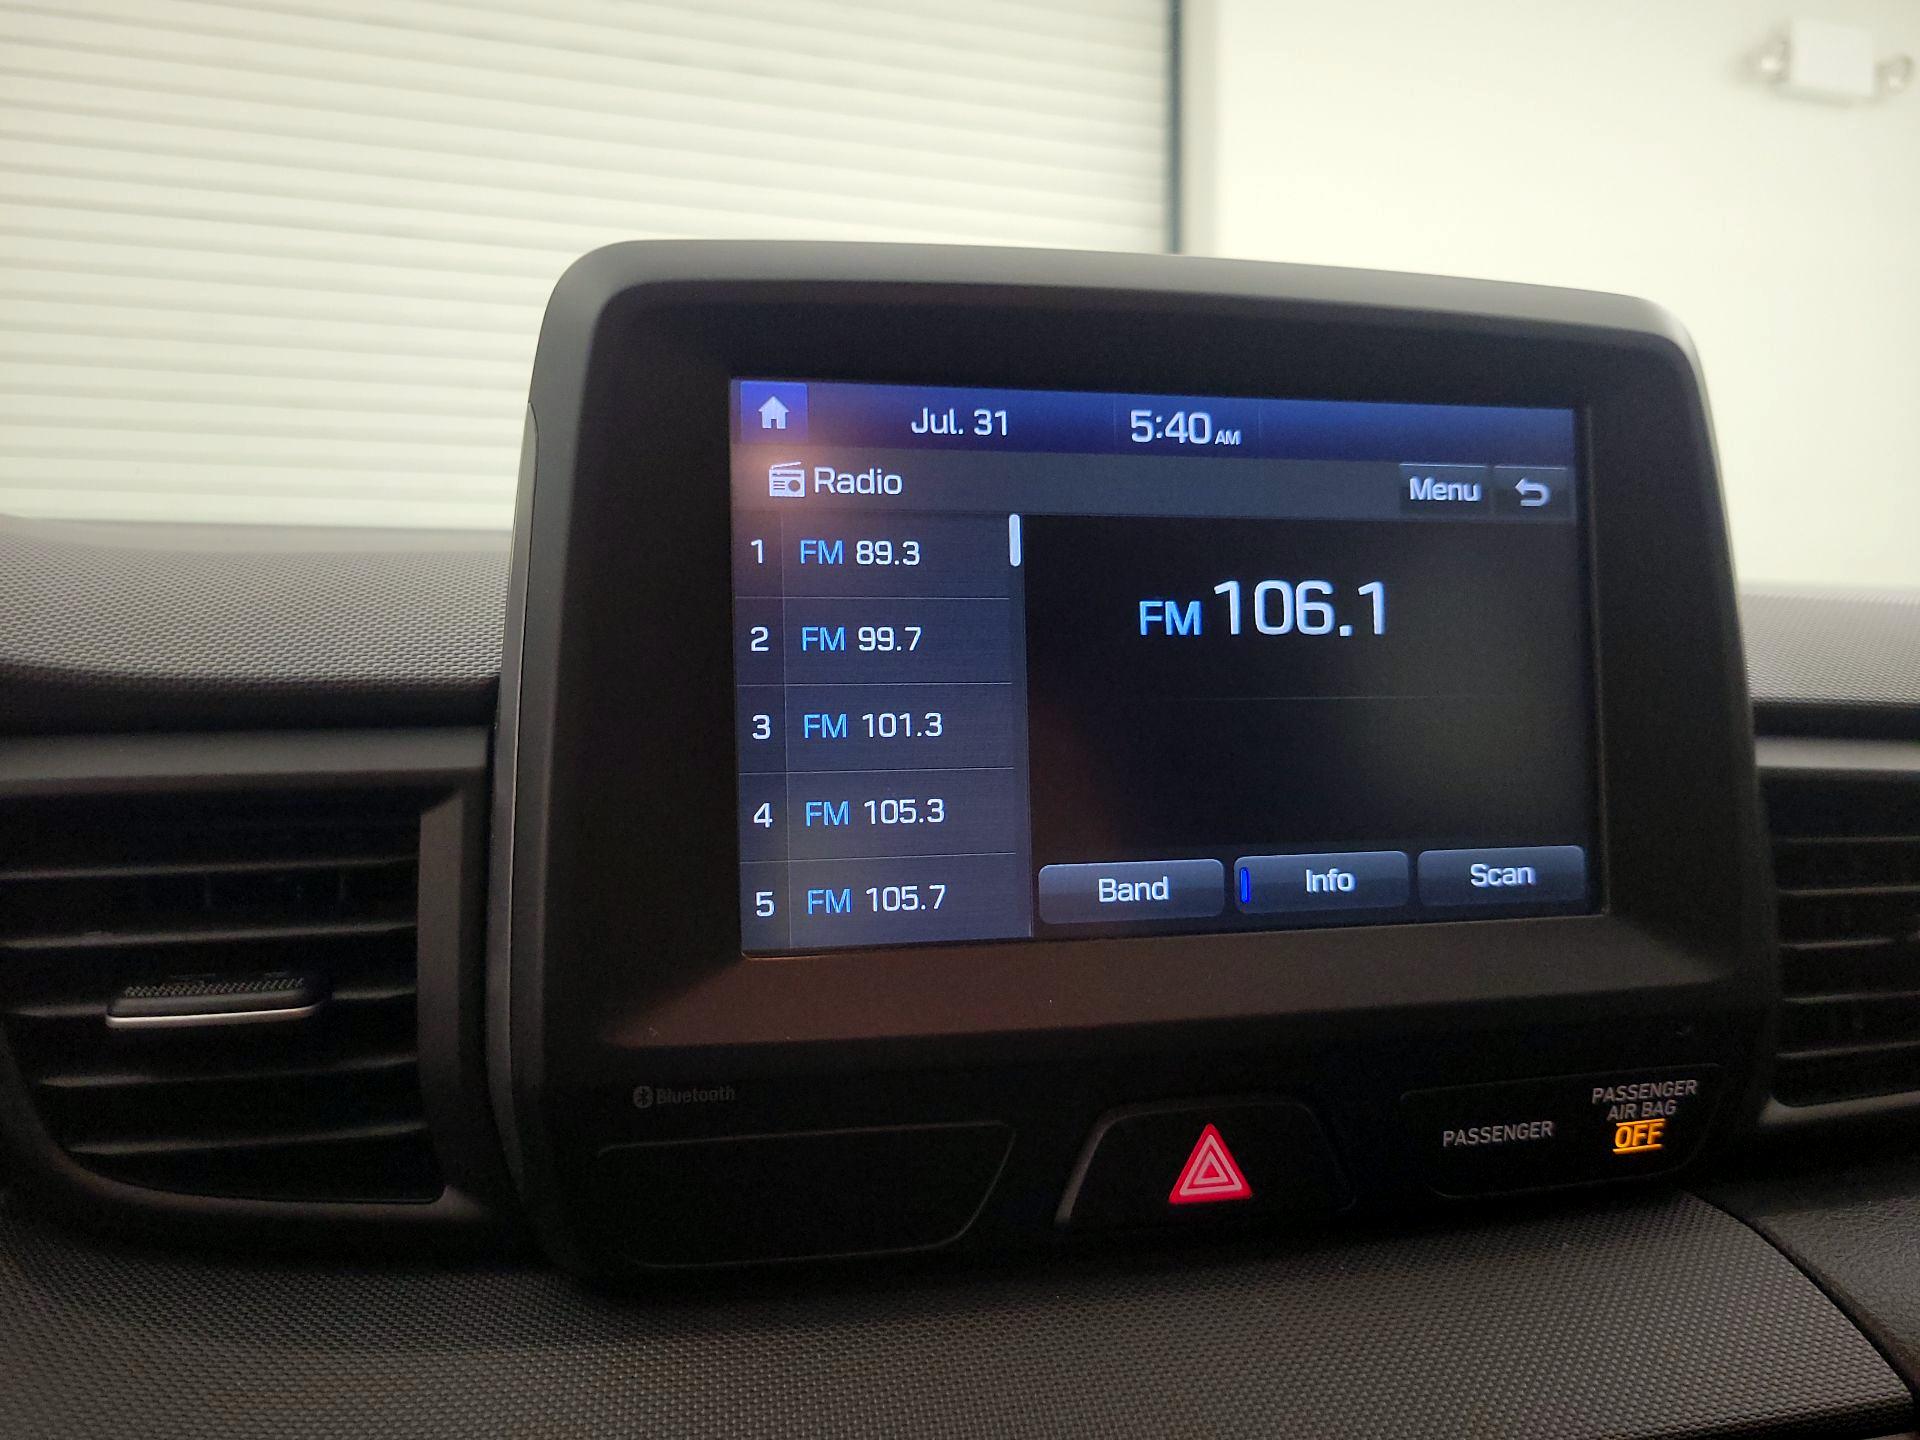 Jul. 31 5:40 AM
Radio Menu
1 FM 89.3
2 FM 99.7
3 FM 101.3
4 FM 105.3
5 FM 105.7
FM 106.1
Band Info Scan
Bluetooth
PASSENGER
PASSENGER
AIR BAG
OFF